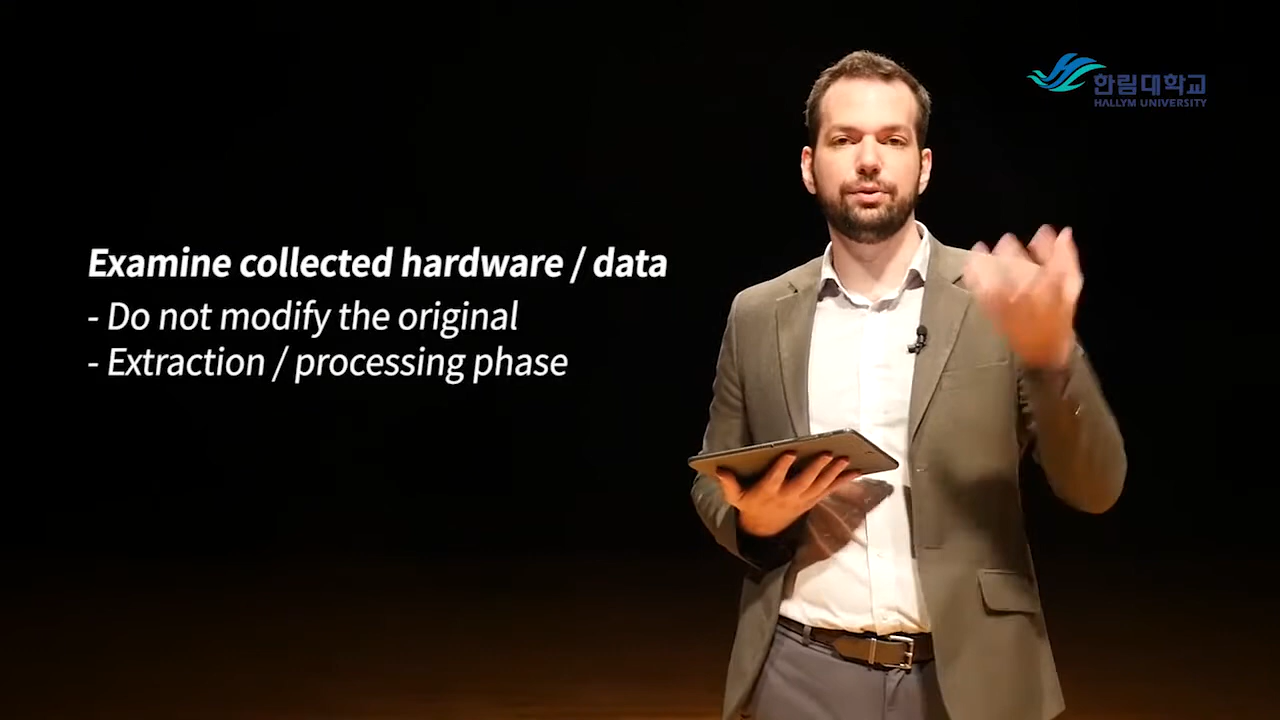 한림대학교
HALLYM UNIVERSITY
Examine collected hardware / data
- Do not modify the original
- Extraction / processing phase